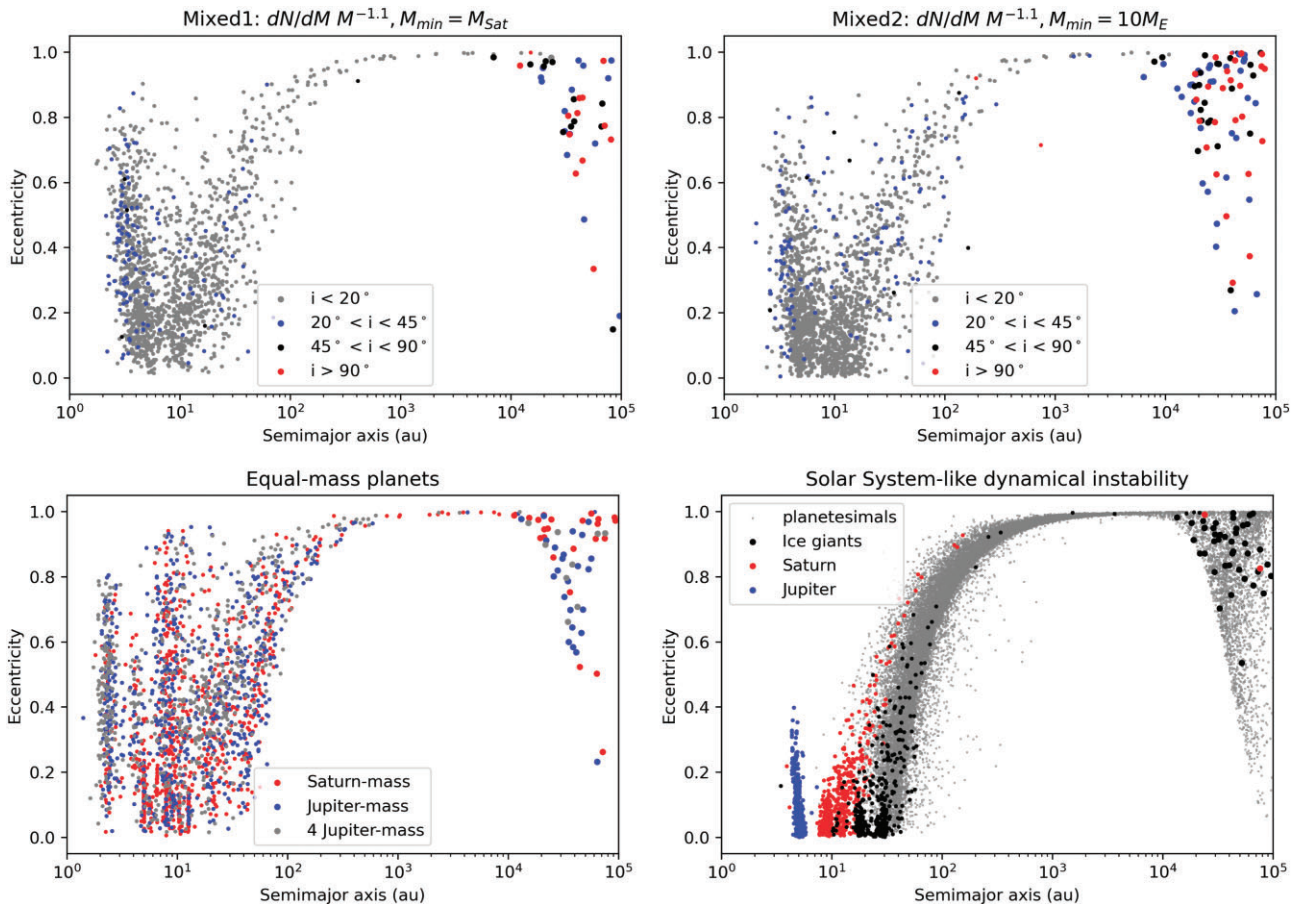 Mixed1: dN/dM M^{-1.1}, M_{min} = M_{Sat}
Eccentricity
1.0
0.8
0.6
0.4
0.2
0.0
i < 20°
20° < i < 45°
45° < i < 90°
i > 90°
10^0
10^1
10^2
10^3
10^4
10^5
Semimajor axis (au)
Mixed2: dN/dM M^{-1.1}, M_{min} = 10M_E
Eccentricity
1.0
0.8
0.6
0.4
0.2
0.0
i < 20°
20° < i < 45°
45° < i < 90°
i > 90°
10^0
10^1
10^2
10^3
10^4
10^5
Semimajor axis (au)
Equal-mass planets
Eccentricity
1.0
0.8
0.6
0.4
0.2
0.0
Saturn-mass
Jupiter-mass
4 Jupiter-mass
10^0
10^1
10^2
10^3
10^4
10^5
Semimajor axis (au)
Solar System-like dynamical instability
Eccentricity
1.0
0.8
0.6
0.4
0.2
0.0
planetesimals
Ice giants
Saturn
Jupiter
10^0
10^1
10^2
10^3
10^4
10^5
Semimajor axis (au)